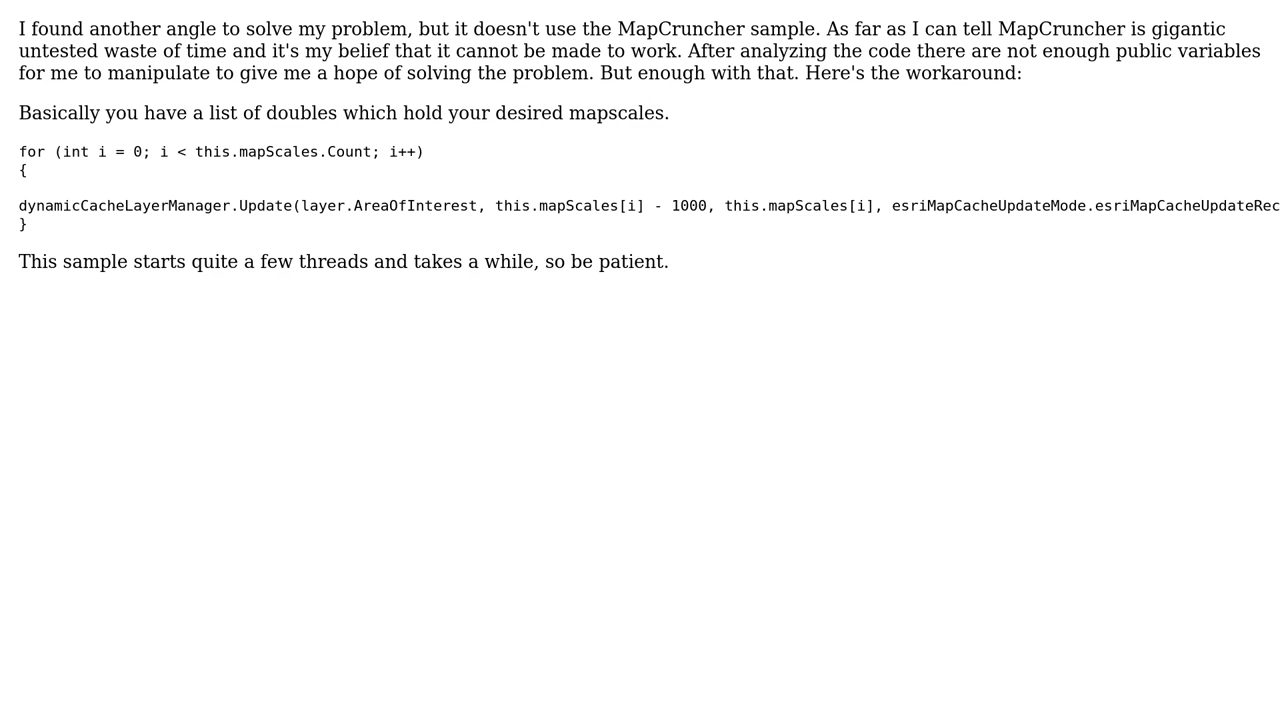 I found another angle to solve my problem, but it doesn't use the MapCruncher sample. As far as I can tell MapCruncher is gigantic
untested waste of time and it's my belief that it cannot be made to work. After analyzing the code there are not enough public variables
for me to manipulate to give me a hope of solving the problem. But enough with that. Here's the workaround:
Basically you have a list of doubles which hold your desired mapscales.
for (int i = 0; i < this.mapScales.Count; i++)
{
dynamicCacheLayerManager.Update(layer.AreaOfInterest, this.mapScales[i] - 1000, this.mapScales[i], esriMapCacheUpdateMode.esriMapCacheUpdateRec
}
This sample starts quite a few threads and takes a while, so be patient.